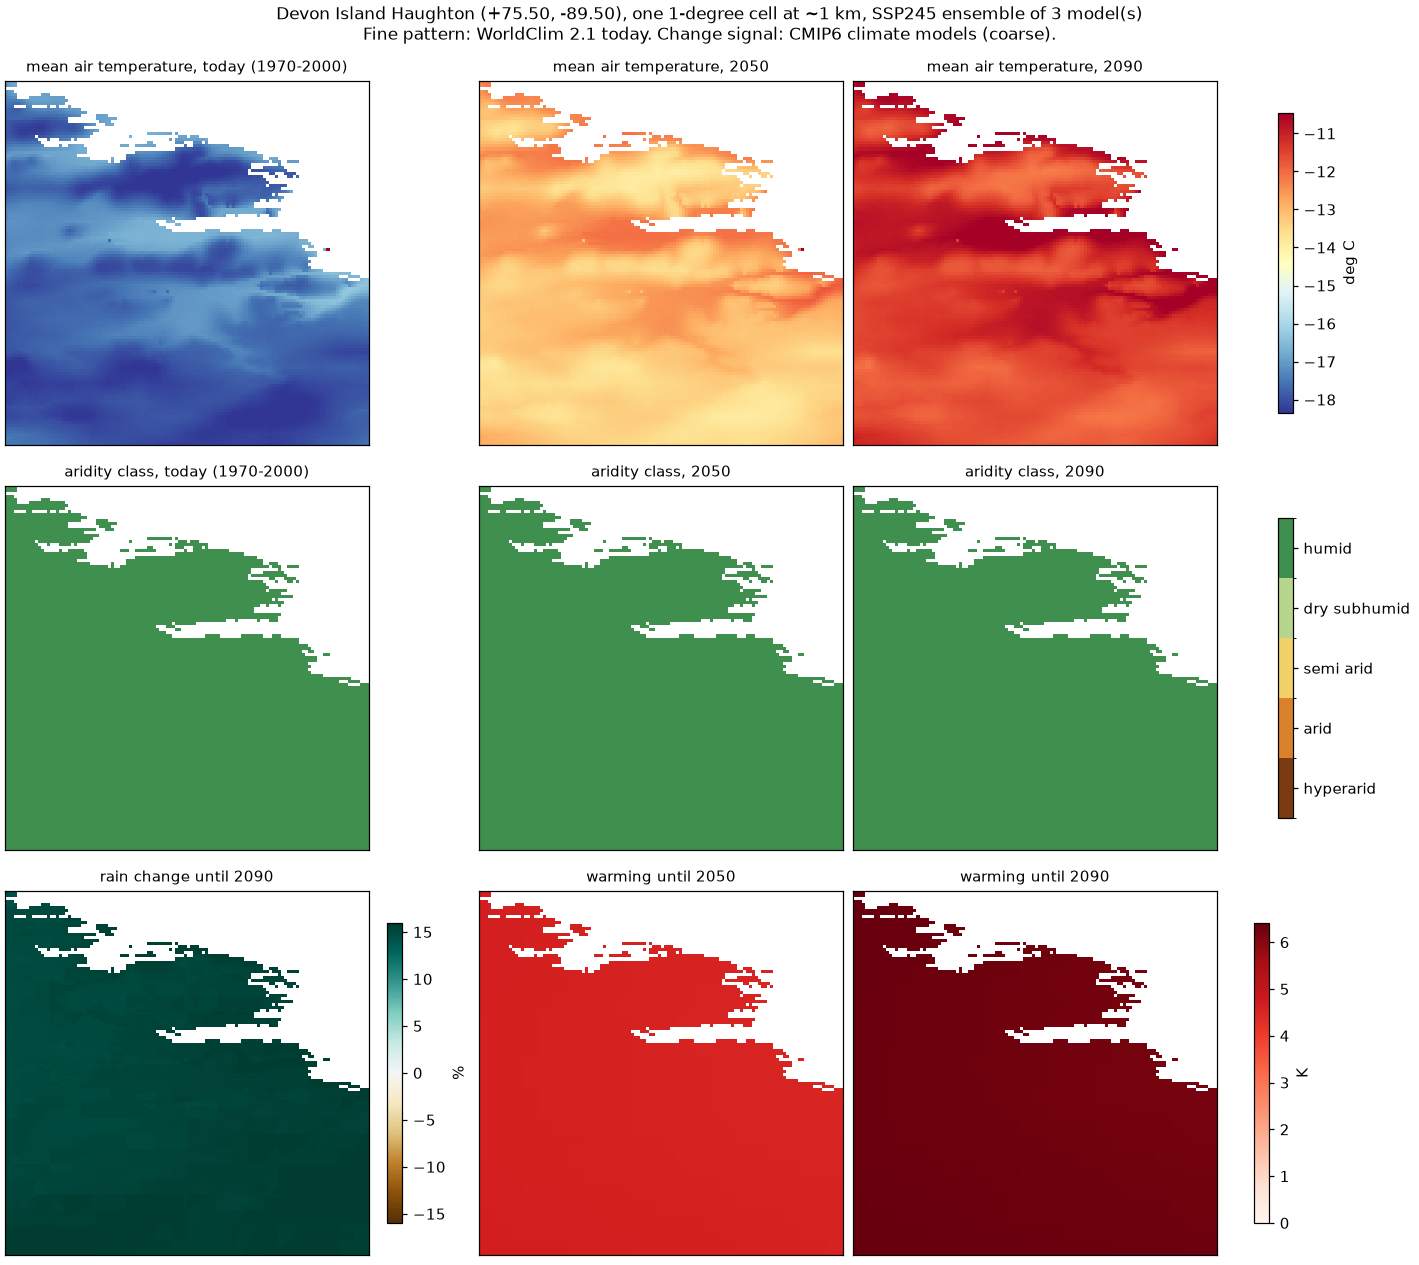 Devon Island Haughton (+75.50, -89.50), one 1-degree cell at ~1 km, SSP245 ensemble of 3 model(s)
Fine pattern: WorldClim 2.1 today. Change signal: CMIP6 climate models (coarse).
mean air temperature, today (1970-2000)
mean air temperature, 2050
mean air temperature, 2090
−11
−12
−13
−14
−15
−16
−17
−18
deg C
aridity class, today (1970-2000)
aridity class, 2050
aridity class, 2090
humid
dry subhumid
semi arid
arid
hyperarid
rain change until 2090
warming until 2050
warming until 2090
15
10
5
0
−5
−10
−15
%
6
5
4
3
2
1
0
K